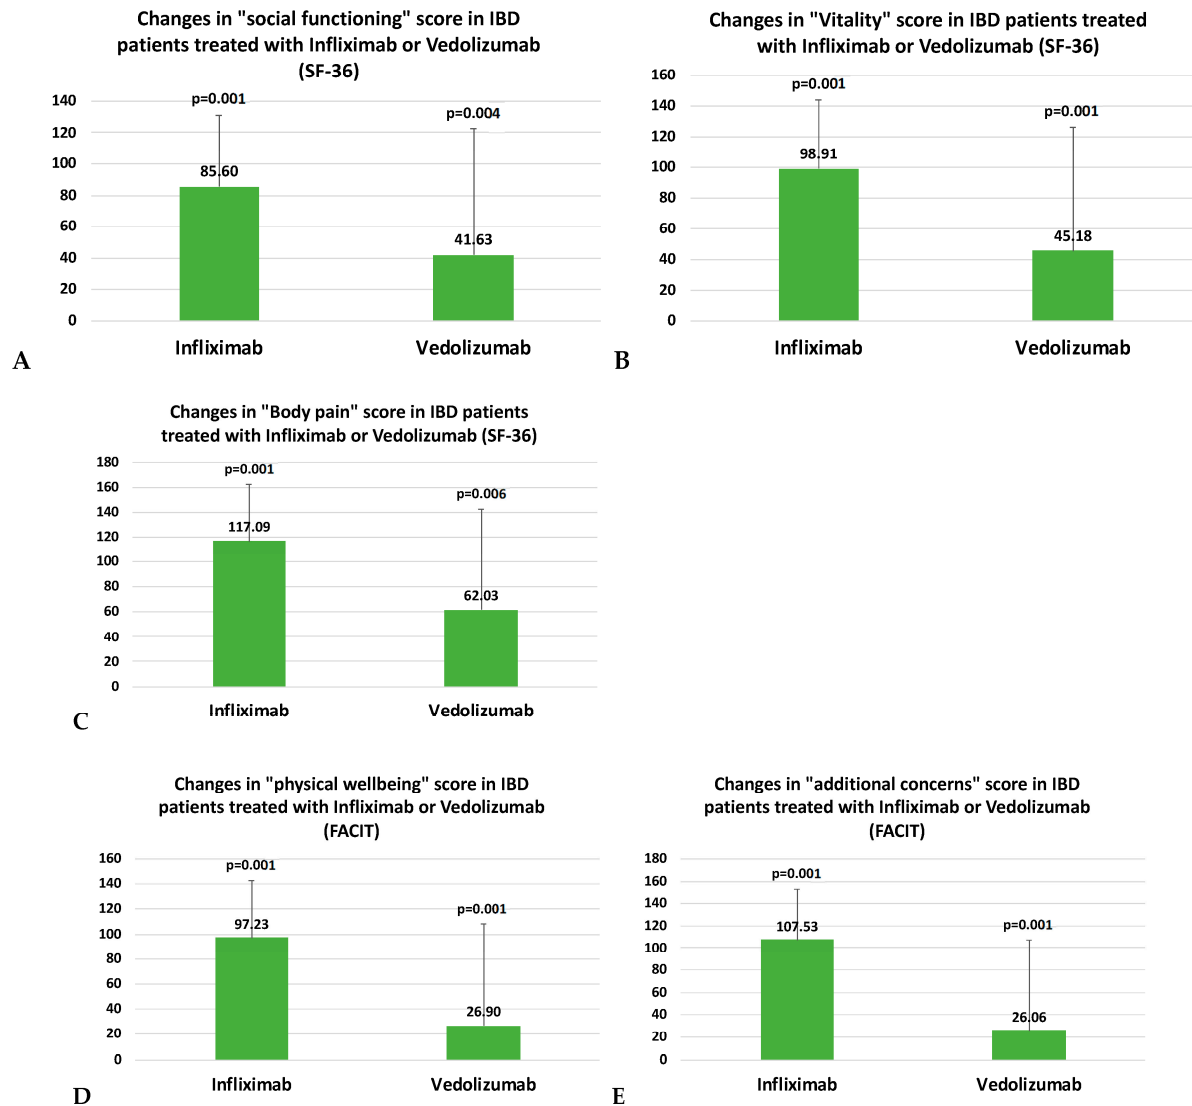 Changes in "social functioning" score in IBD
patients treated with Infliximab or Vedolizumab
(SF-36)
140
120
100
80
60
40
20
0
p=0.001
85.60
p=0.004
41.63
Infliximab
Vedolizumab
A
Changes in "Vitality" score in IBD patients treated
with Infliximab or Vedolizumab (SF-36)
160
140
120
100
80
60
40
20
0
p=0.001
98.91
p=0.001
45.18
Infliximab
Vedolizumab
B
Changes in "Body pain" score in IBD patients
treated with Infliximab or Vedolizumab (SF-36)
180
160
140
120
100
80
60
40
20
0
p=0.001
117.09
p=0.006
62.03
Infliximab
Vedolizumab
C
Changes in "physical wellbeing" score in IBD
patients treated with Infliximab or Vedolizumab
(FACIT)
160
140
120
100
80
60
40
20
0
p=0.001
97.23
p=0.001
26.90
Infliximab
Vedolizumab
D
Changes in "additional concerns" score in IBD
patients treated with Infliximab or Vedolizumab
(FACIT)
180
160
140
120
100
80
60
40
20
0
p=0.001
107.53
p=0.001
26.06
Infliximab
Vedolizumab
E